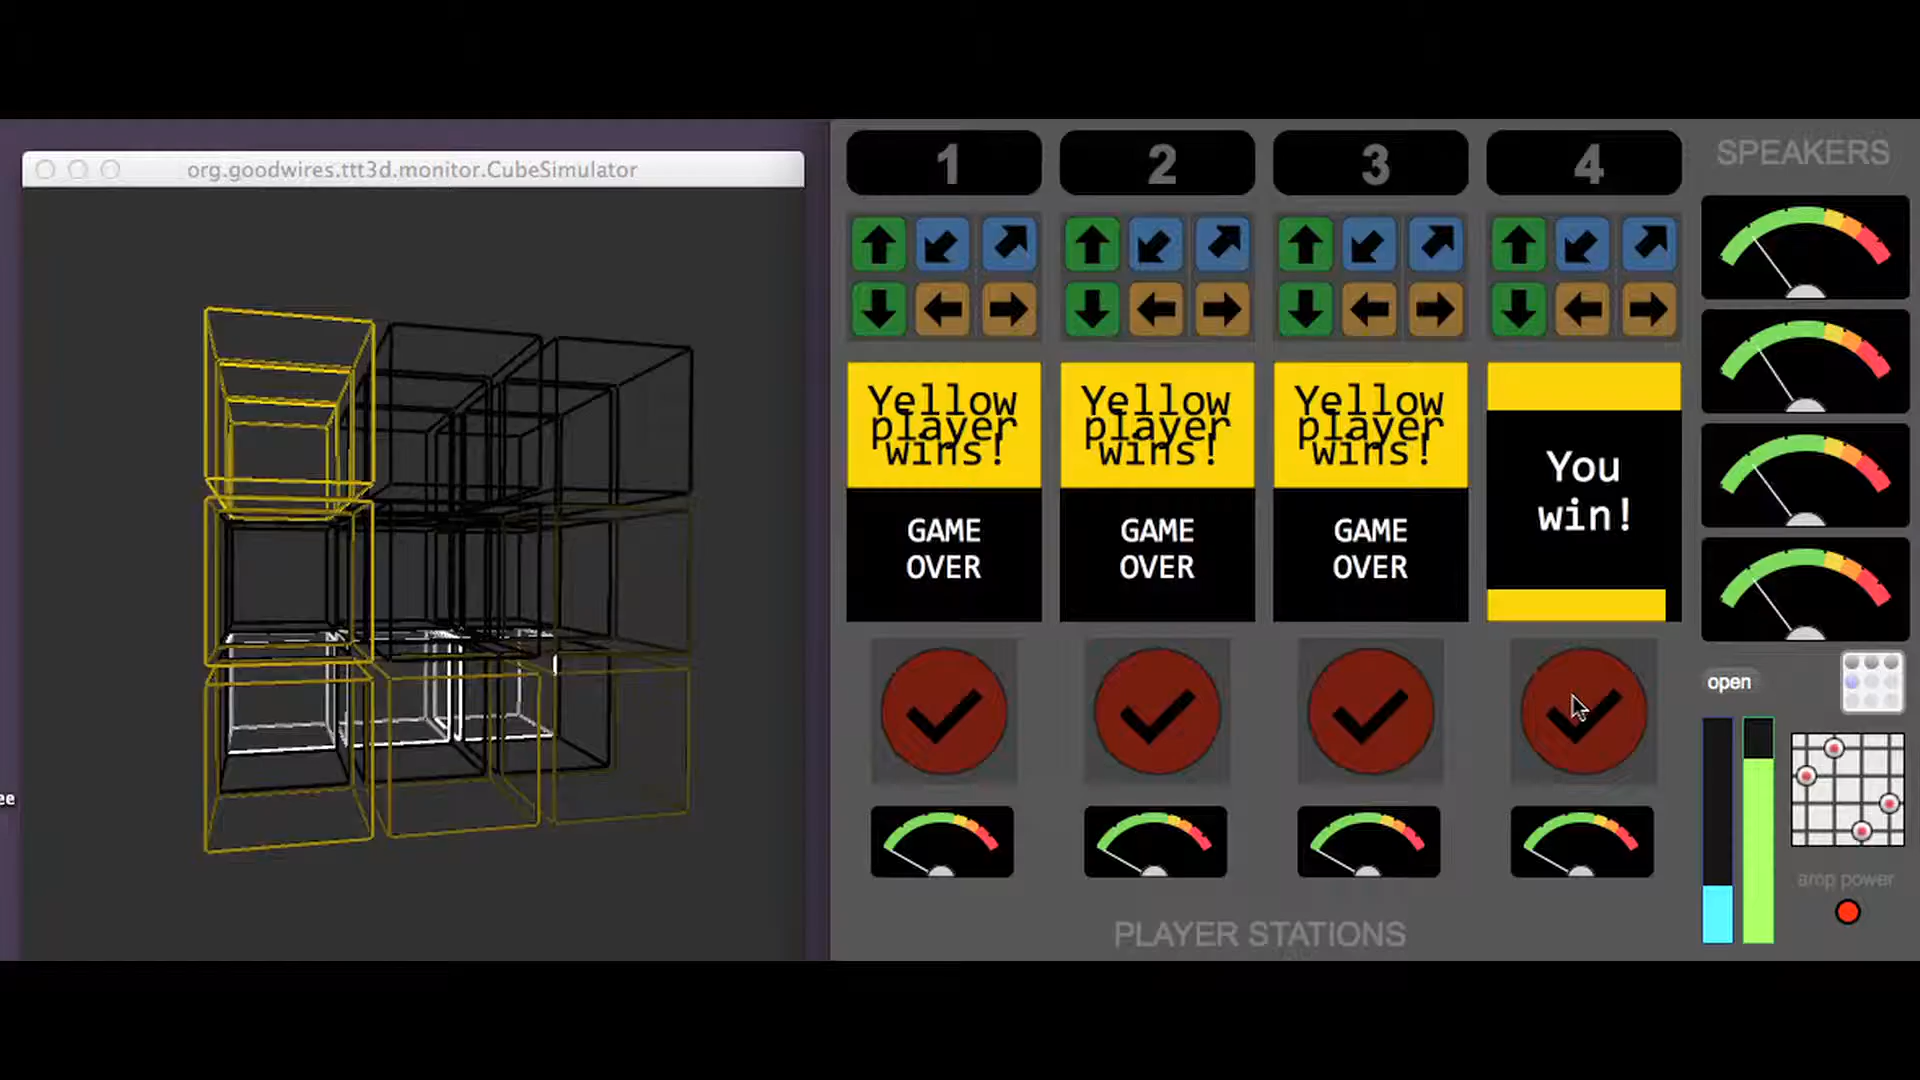 org.goodwires.ttt3d.monitor.CubeSimulator
1
2
3
4
SPEAKERS
Yellow
player
wins!
GAME
OVER
Yellow
player
wins!
GAME
OVER
Yellow
player
wins!
GAME
OVER
You
win!
open
ee
amp power
PLAYER STATIONS